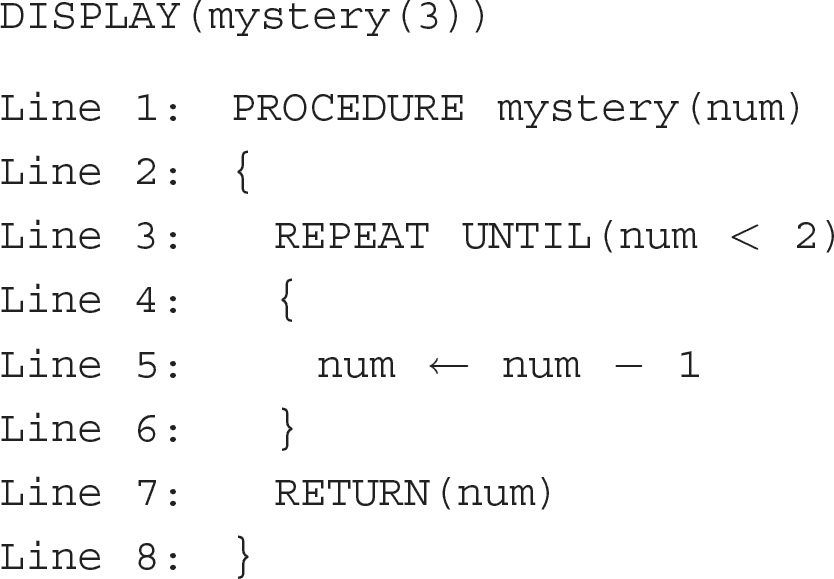 DISPLAY(mystery(3))
Line 1: PROCEDURE mystery(num)
Line 2: {
Line 3: REPEAT UNTIL(num < 2)
Line 4: {
Line 5: num ← num − 1
Line 6: }
Line 7: RETURN(num)
Line 8: }